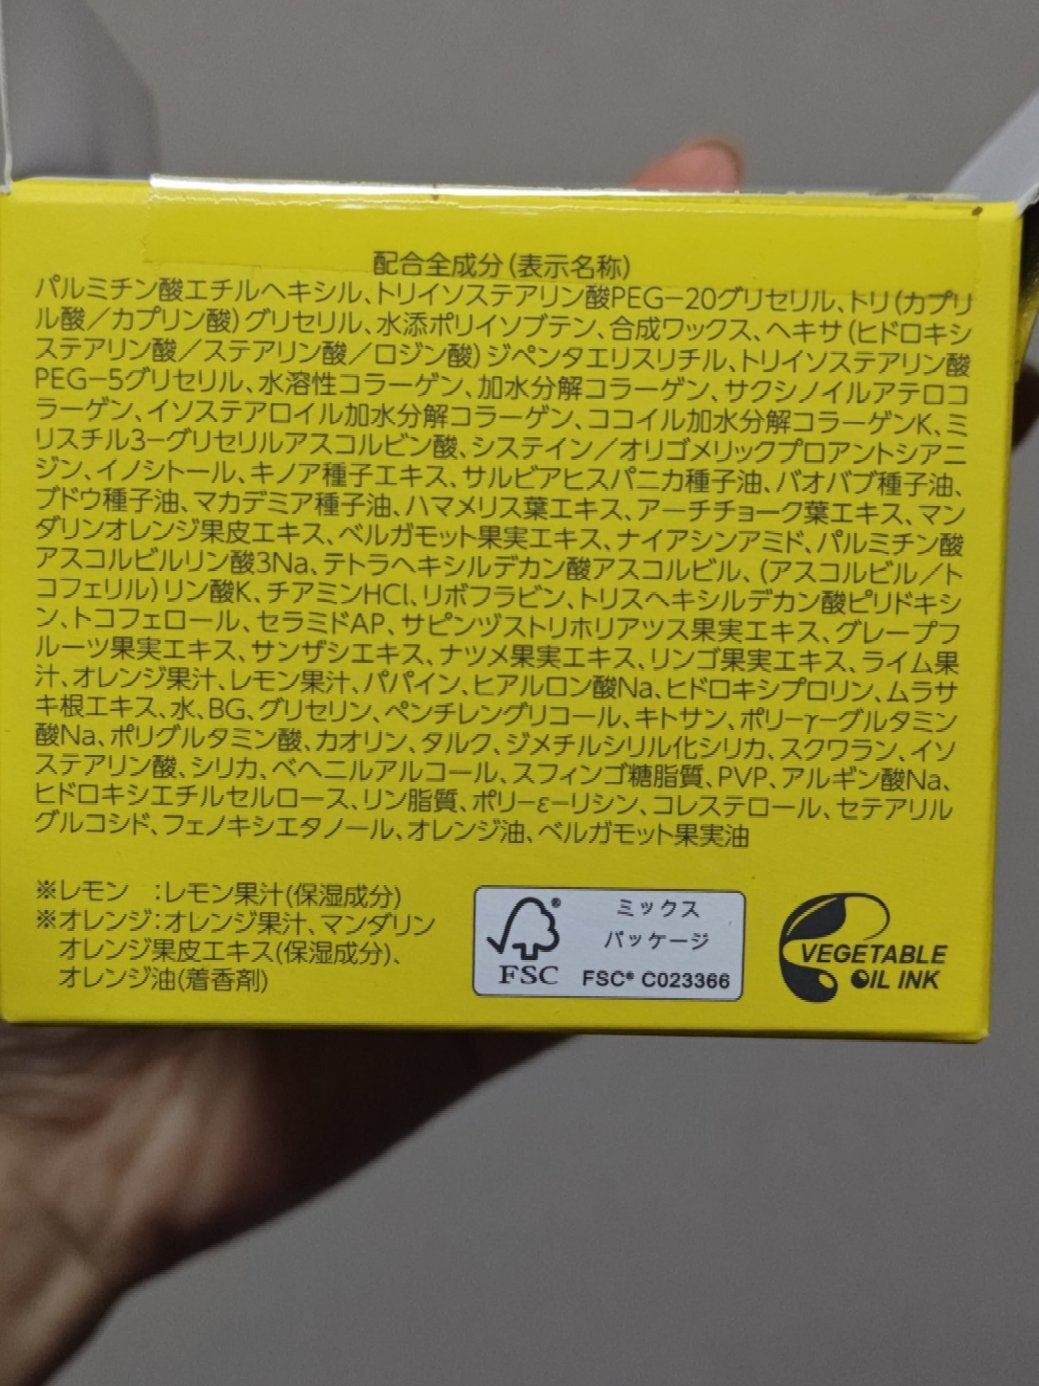 配合全成分(表示名称)
パルミチン酸エチルヘキシル、トリイソステアリン酸PEG−20グリセリル、トリ(カプリ
ル酸/カプリン酸)グリセリル、水添ポリイソブテン、合成ワックス、ヘキサ(ヒドロキシ
ステアリン酸/ステアリン酸/ロジン酸)ジペンタエリスリチル、トリイソステアリン酸
PEG−5グリセリル、水溶性コラーゲン、加水分解コラーゲン、サクシノイルアテロコ
ラーゲン、イソステアロイル加水分解コラーゲン、ココイル加水分解コラーゲンK、ミ
リスチル3−グリセリルアスコルビン酸、システイン/オリゴメリックプロアントシアニ
ジン、イノシトール、キノア種子エキス、サルビアヒスパニカ種子油、バオバブ種子油、
ブドウ種子油、マカデミア種子油、ハマメリス葉エキス、アーチチョーク葉エキス、マン
ダリンオレンジ果皮エキス、ベルガモット果実エキス、ナイアシンアミド、パルミチン酸
アスコルビルリン酸3Na、テトラヘキシルデカン酸アスコルビル、(アスコルビル/ト
コフェリル)リン酸K、チアミンHCl、リボフラビン、トリスヘキシルデカン酸ピリドキシ
ン、トコフェロール、セラミドAP、サピンヅストリホリアツス果実エキス、グレープフ
ルーツ果実エキス、サンザシエキス、ナツメ果実エキス、リンゴ果実エキス、ライム果
汁、オレンジ果汁、レモン果汁、パパイン、ヒアルロン酸Na、ヒドロキシプロリン、ムラサ
キ根エキス、水、BG、グリセリン、ペンチレングリコール、キトサン、ポリ−γ−グルタミン
酸Na、ポリグルタミン酸、カオリン、タルク、ジメチルシリル化シリカ、スクワラン、イソ
ステアリン酸、シリカ、ベヘニルアルコール、スフィンゴ糖脂質、PVP、アルギン酸Na、
ヒドロキシエチルセルロース、リン脂質、ポリ−ε−リシン、コレステロール、セテアリル
グルコシド、フェノキシエタノール、オレンジ油、ベルガモット果実油
※レモン :レモン果汁(保湿成分)
※オレンジ:オレンジ果汁、マンダリン
オレンジ果皮エキス(保湿成分)、
オレンジ油(着香剤)
®
FSC
ミックス
パッケージ
FSC® C023366
VEGETABLE
OIL INK